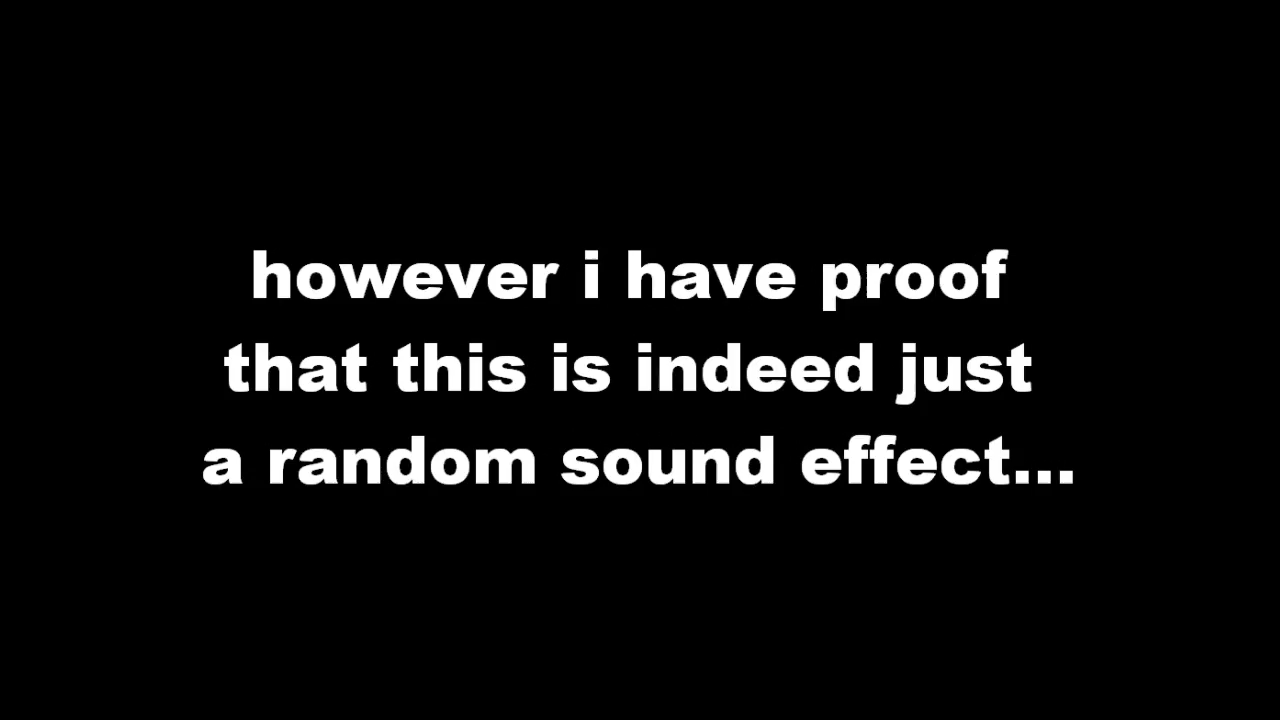 however i have proof
that this is indeed just
a random sound effect...